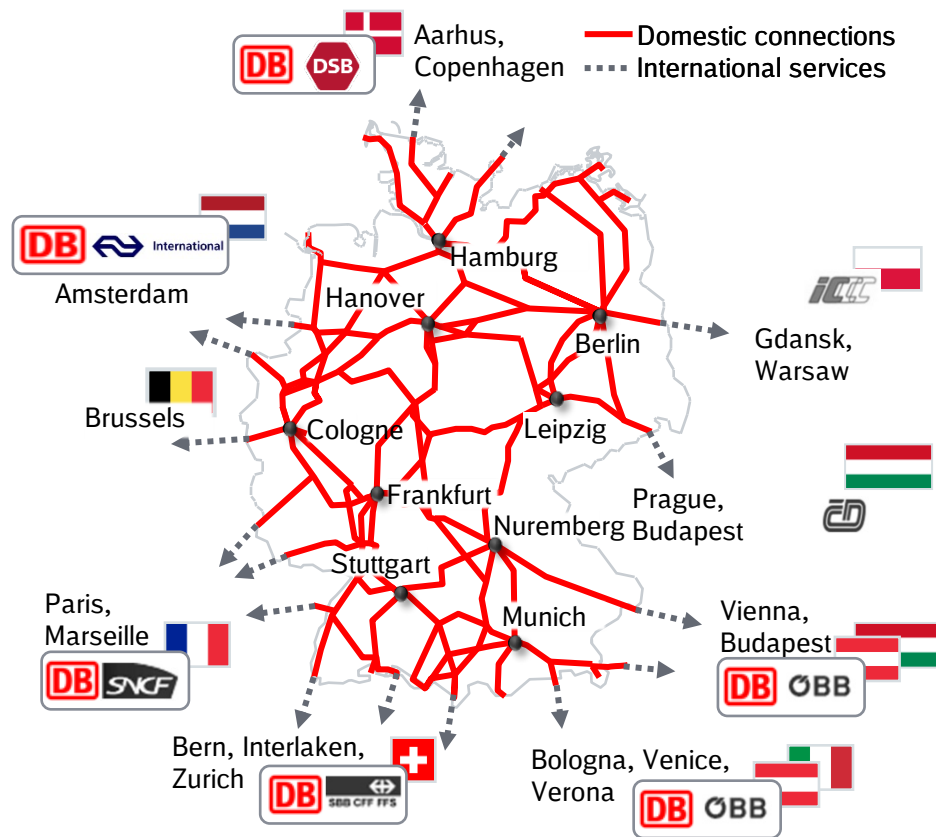 Aarhus,
Copenhagen
DB DSB
Domestic connections
International services
DB International
Amsterdam
Hamburg
Hanover
Berlin
IC
Gdansk,
Warsaw
Brussels
Cologne
Leipzig
Frankfurt
Prague,
Budapest
ČD
Nuremberg
Stuttgart
Paris,
Marseille
DB SNCF
Munich
Vienna,
Budapest
DB ÖBB
Bern, Interlaken,
Zurich
DB SBB CFF FFS
Bologna, Venice,
Verona
DB ÖBB